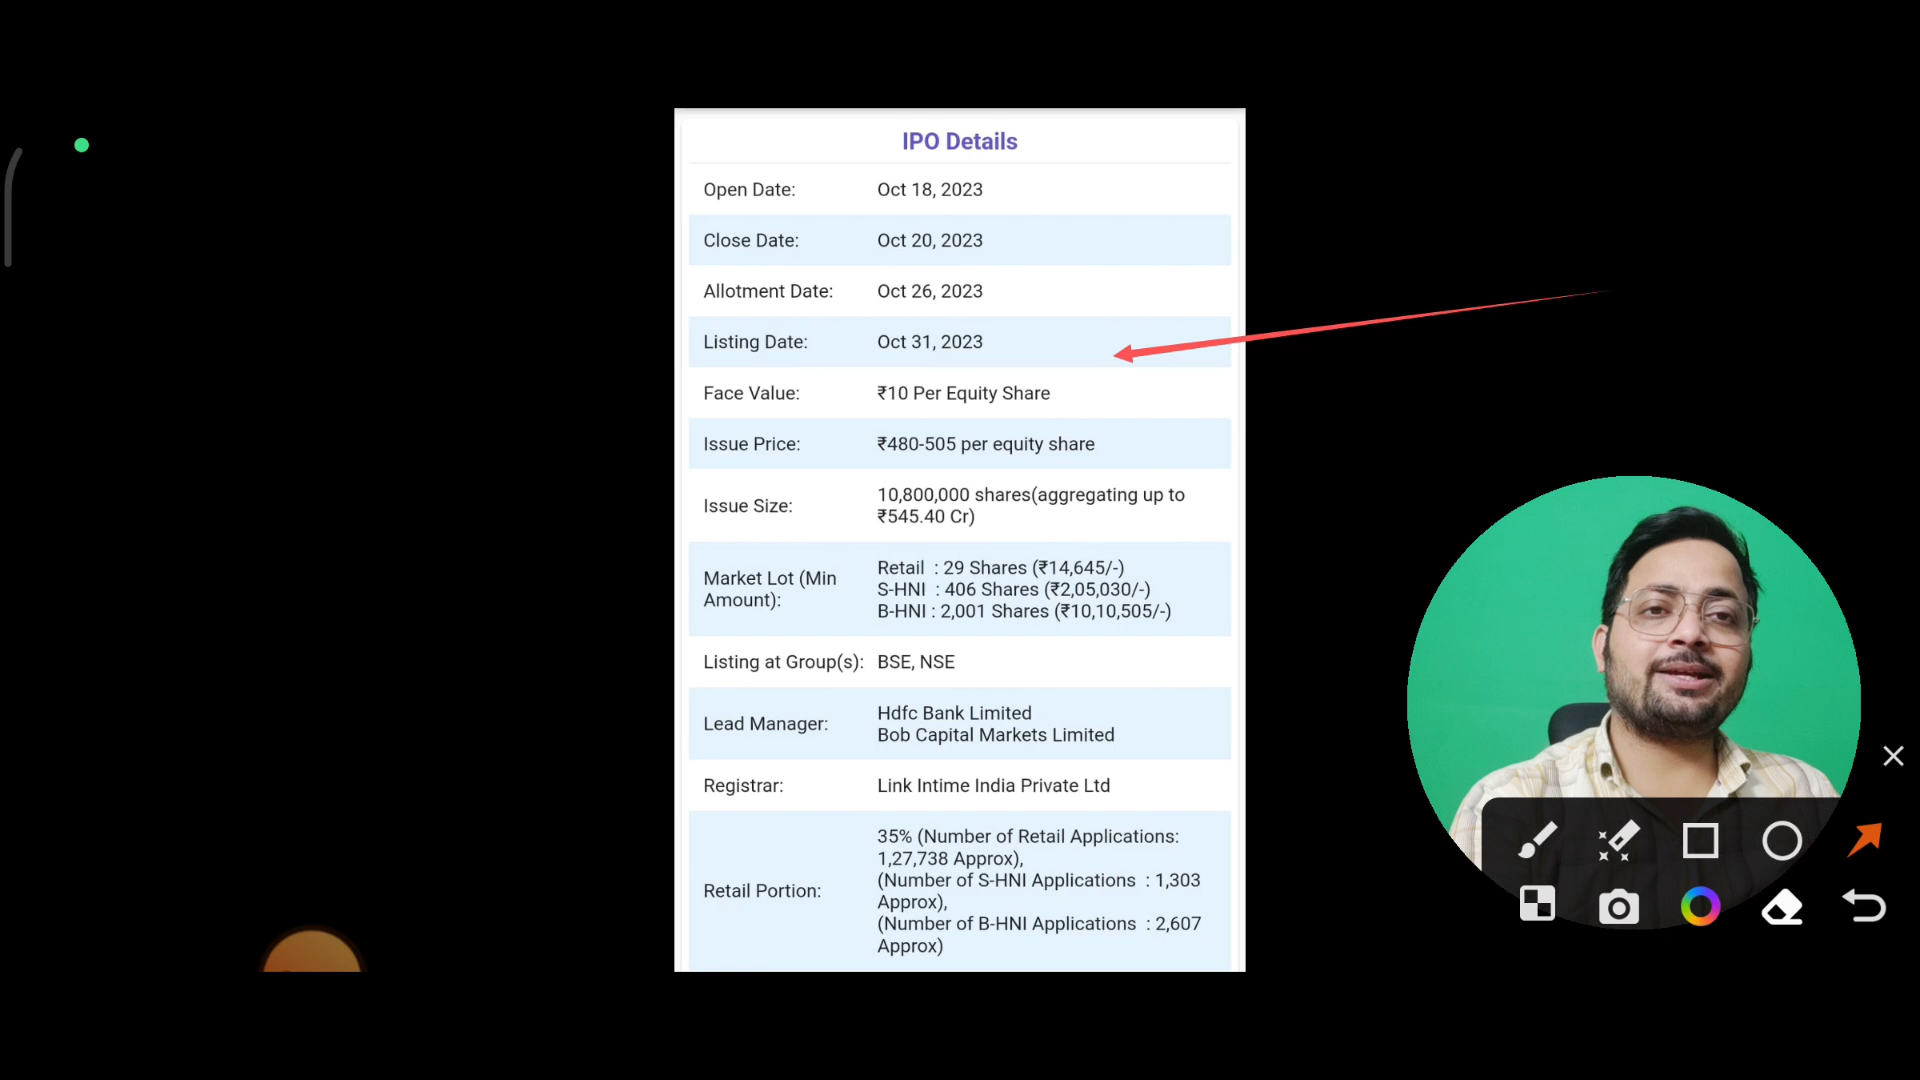 IPO Details
Open Date: Oct 18, 2023
Close Date: Oct 20, 2023
Allotment Date: Oct 26, 2023
Listing Date: Oct 31, 2023
Face Value: ₹10 Per Equity Share
Issue Price: ₹480-505 per equity share
Issue Size: 10,800,000 shares(aggregating up to
₹545.40 Cr)
Market Lot (Min
Amount):
Retail : 29 Shares (₹14,645/-)
S-HNI : 406 Shares (₹2,05,030/-)
B-HNI : 2,001 Shares (₹10,10,505/-)
Listing at Group(s): BSE, NSE
Lead Manager:
Hdfc Bank Limited
Bob Capital Markets Limited
Registrar: Link Intime India Private Ltd
Retail Portion:
35% (Number of Retail Applications:
1,27,738 Approx),
(Number of S-HNI Applications : 1,303
Approx),
(Number of B-HNI Applications : 2,607
Approx)